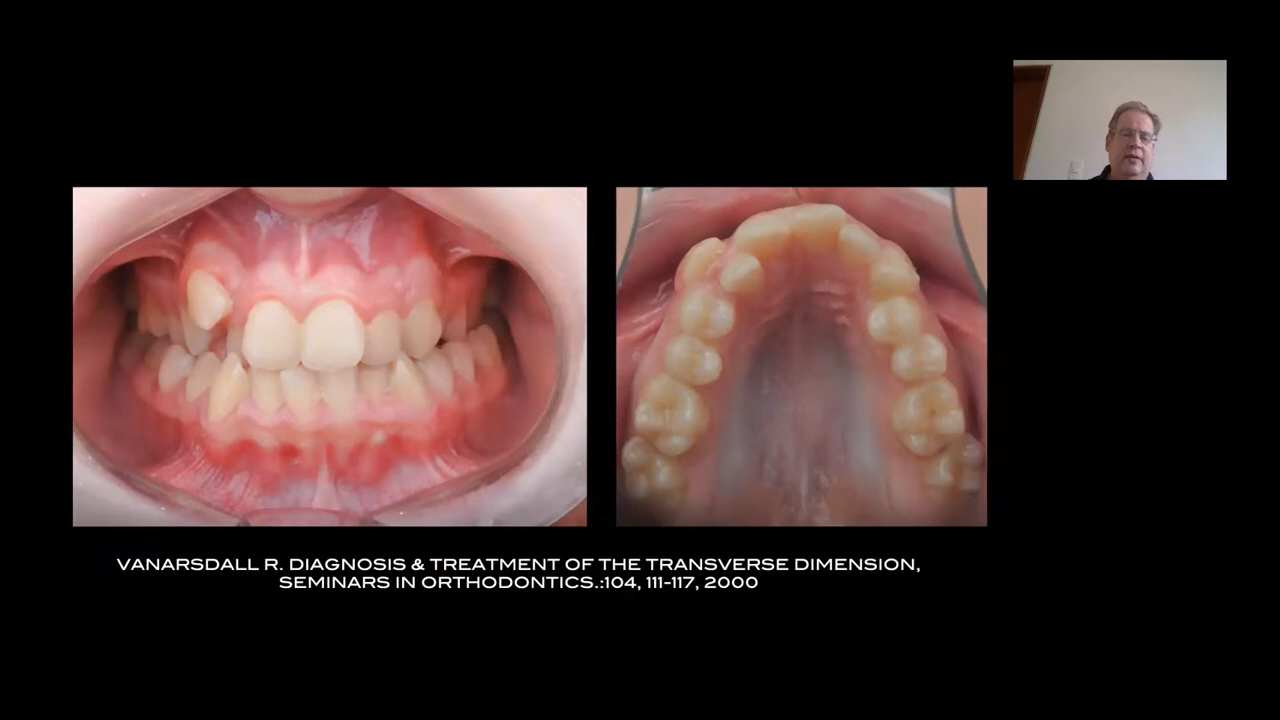 VANARSDALL R. DIAGNOSIS & TREATMENT OF THE TRANSVERSE DIMENSION,
SEMINARS IN ORTHODONTICS.:104, 111-117, 2000